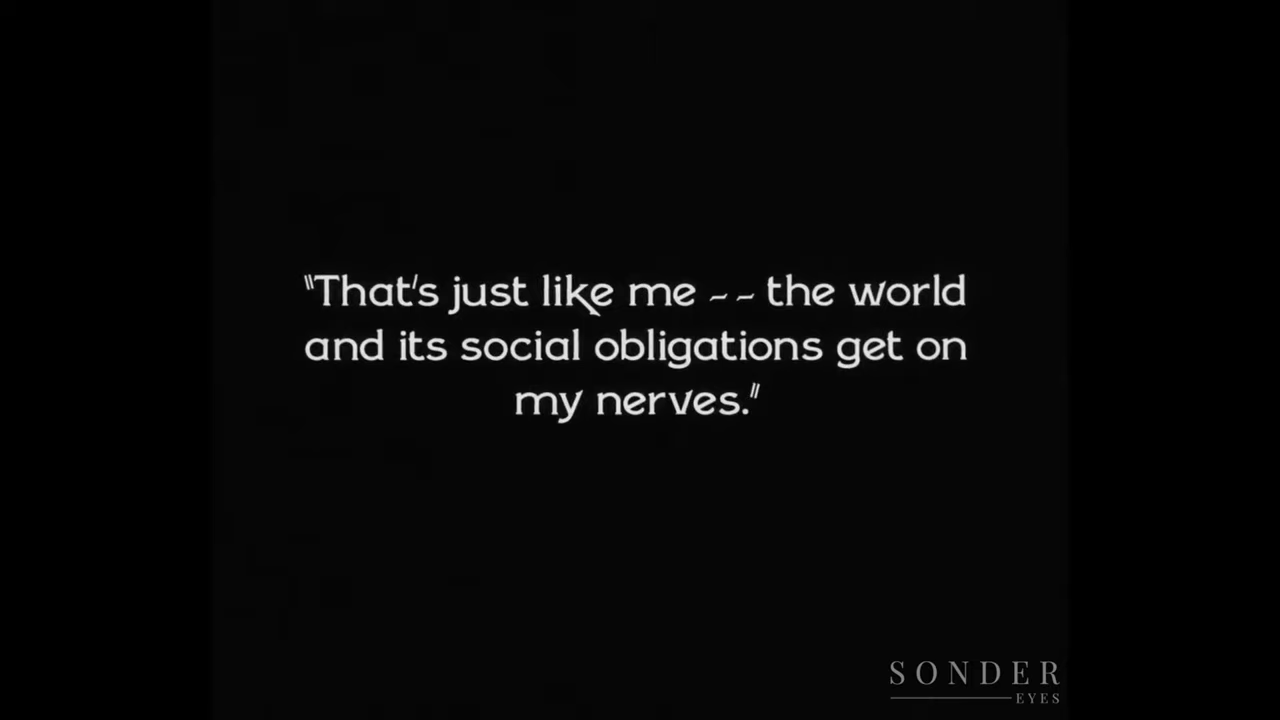 "That's just like me -- the world
and its social obligations get on
my nerves."
SONDER
EYES